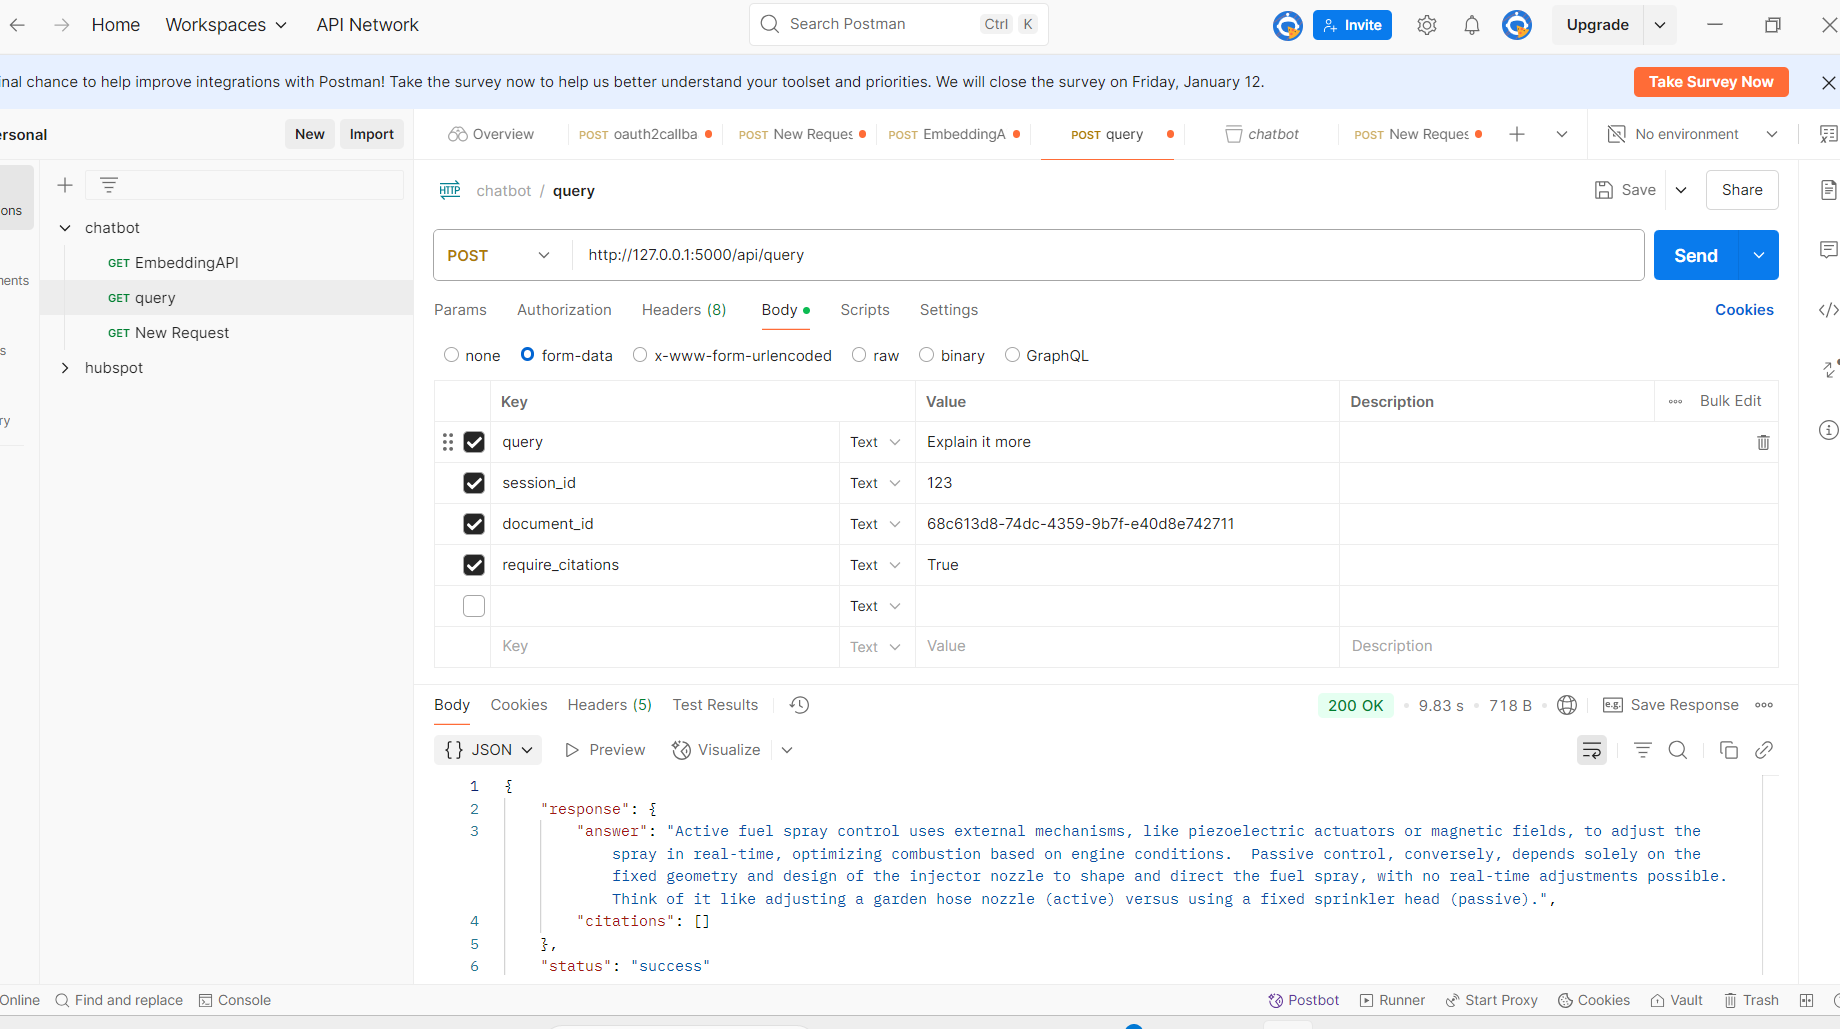 Home Workspaces API Network Search Postman Ctrl K Invite Upgrade
inal chance to help improve integrations with Postman! Take the survey now to help us better understand your toolset and priorities. We will close the survey on Friday, January 12. Take Survey Now
ersonal New Import Overview POST oauth2callba POST New Reques POST EmbeddingA POST query chatbot POST New Reques No environment
ons
ments
s
ry
chatbot
GET EmbeddingAPI
GET query
GET New Request
hubspot
HTTP chatbot / query Save Share
POST http://127.0.0.1:5000/api/query Send
Params Authorization Headers (8) Body Scripts Settings Cookies
none form-data x-www-form-urlencoded raw binary GraphQL
Key Value Description Bulk Edit
query Text Explain it more
session_id Text 123
document_id Text 68c613d8-74dc-4359-9b7f-e40d8e742711
require_citations Text True
Text
Key Text Value Description
Body Cookies Headers (5) Test Results 200 OK 9.83 s 718 B e.g. Save Response
{} JSON Preview Visualize
1 {
2 "response": {
3 "answer": "Active fuel spray control uses external mechanisms, like piezoelectric actuators or magnetic fields, to adjust the
spray in real-time, optimizing combustion based on engine conditions.  Passive control, conversely, depends solely on the
fixed geometry and design of the injector nozzle to shape and direct the fuel spray, with no real-time adjustments possible.
Think of it like adjusting a garden hose nozzle (active) versus using a fixed sprinkler head (passive).",
4 "citations": []
5 },
6 "status": "success"
Online Find and replace Console Postbot Runner Start Proxy Cookies Vault Trash